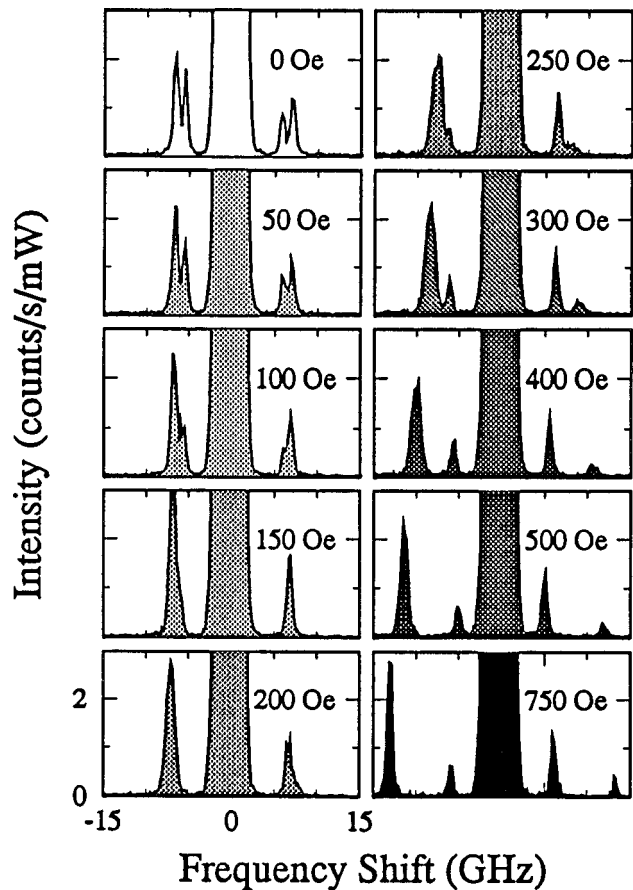 0 Oe
250 Oe
50 Oe
300 Oe
100 Oe
400 Oe
150 Oe
500 Oe
200 Oe
750 Oe
Intensity (counts/s/mW)
2
0
-15 0 15
Frequency Shift (GHz)